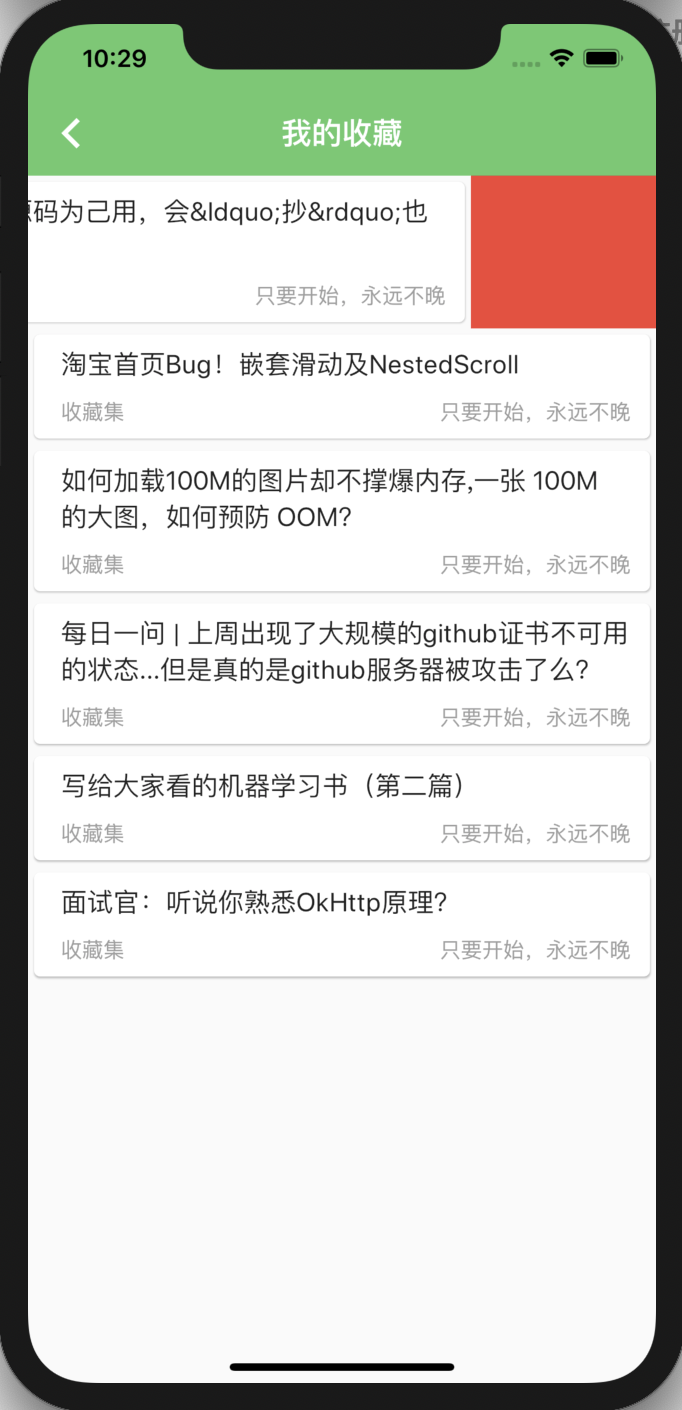 10:29
我的收藏
码为己用，会&ldquo;抄&rdquo;也
只要开始，永远不晚
淘宝首页Bug！嵌套滑动及NestedScroll
收藏集
只要开始，永远不晚
如何加载100M的图片却不撑爆内存,一张 100M
的大图，如何预防 OOM?
收藏集
只要开始，永远不晚
每日一问 | 上周出现了大规模的github证书不可用
的状态...但是真的是github服务器被攻击了么?
收藏集
只要开始，永远不晚
写给大家看的机器学习书（第二篇）
收藏集
只要开始，永远不晚
面试官：听说你熟悉OkHttp原理?
收藏集
只要开始，永远不晚